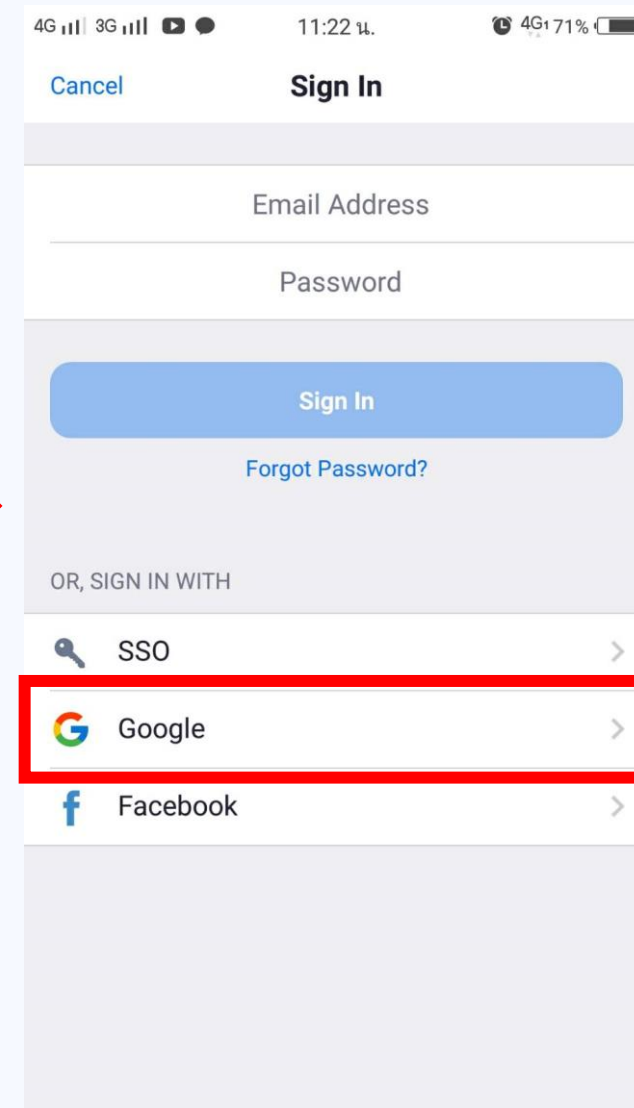 4G 3G 11:22 น. 4G1 71%
Cancel Sign In
Email Address
Password
Sign In
Forgot Password?
OR, SIGN IN WITH
SSO
Google
Facebook